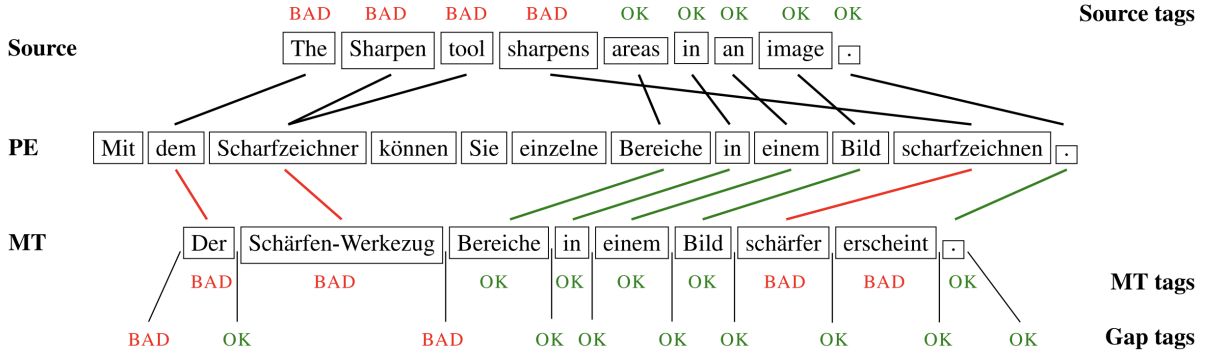 BAD BAD BAD BAD OK OK OK OK OK Source tags
Source The Sharpen tool sharpens areas in an image .
PE Mit dem Scharfzeichner können Sie einzelne Bereiche in einem Bild scharfzeichnen .
MT Der Schärfen-Werkezug Bereiche in einem Bild schärfer erscheint .
BAD BAD OK OK OK OK BAD BAD OK MT tags
BAD OK BAD OK OK OK OK OK OK OK Gap tags